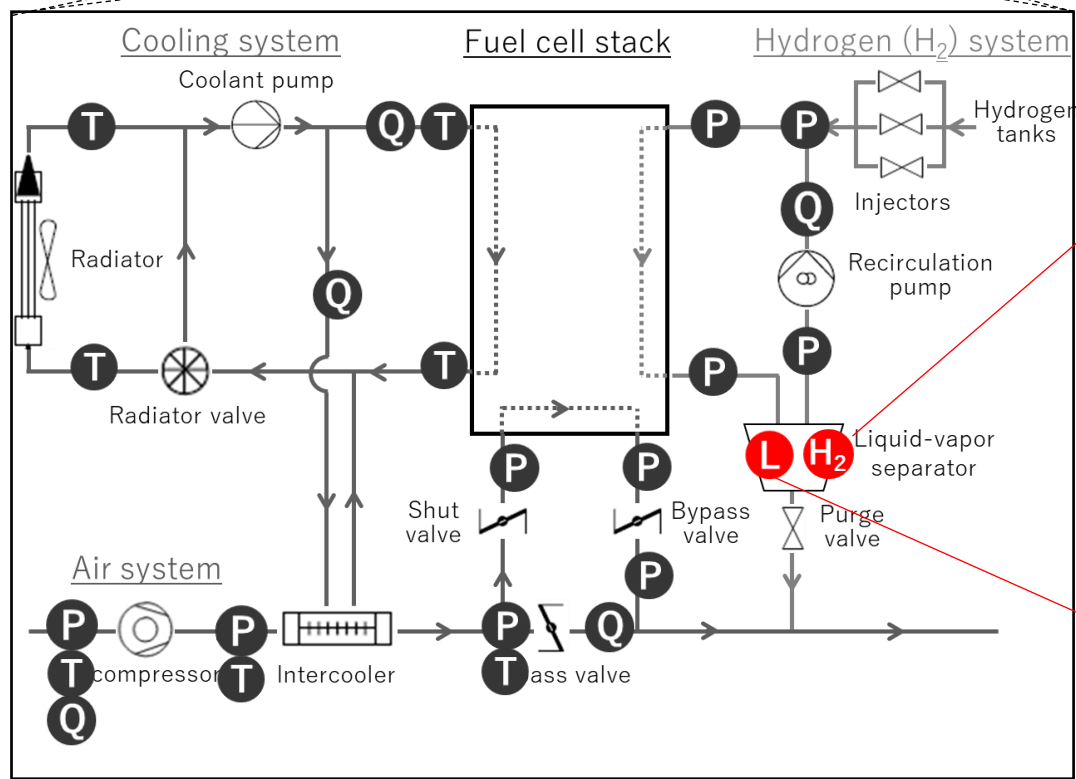 Cooling system
Fuel cell stack
Hydrogen (H2) system
Coolant pump
T
Q
T
P
P
Hydrogen
tanks
Injectors
Q
Radiator
Q
Recirculation
pump
P
T
T
P
Radiator valve
L
H2
Liquid-vapor
separator
P
P
Shut
valve
Bypass
valve
Purge
valve
Air system
P
P
P
P
Q
T
compressor
T
Intercooler
T
ass valve
Q